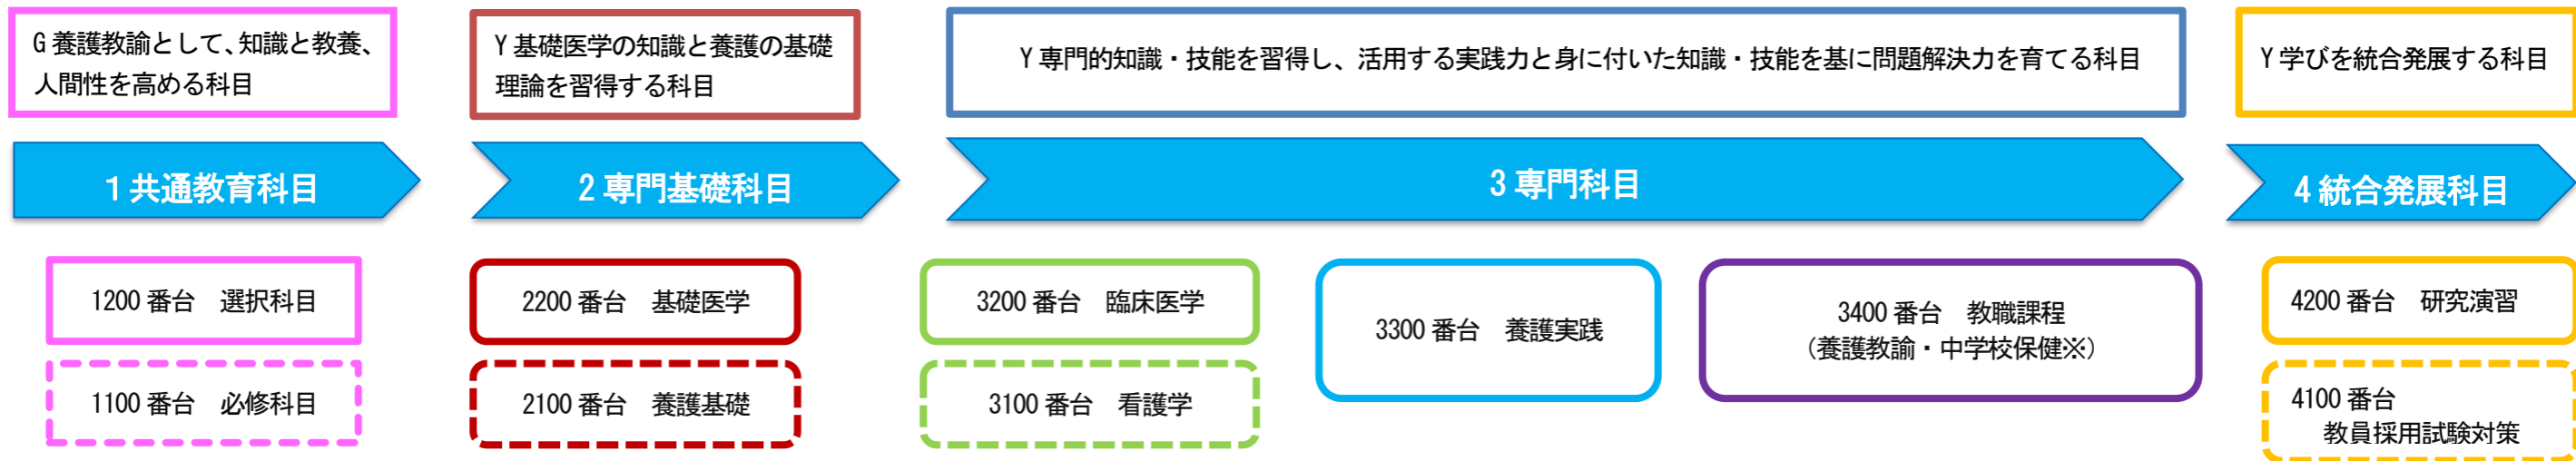 G 養護教諭として、知識と教養、
人間性を高める科目
Y 基礎医学の知識と養護の基礎
理論を習得する科目
Y 専門的知識・技能を習得し、活用する実践力と身に付いた知識・技能を基に問題解決力を育てる科目
Y 学びを統合発展する科目
1 共通教育科目
2 専門基礎科目
3 専門科目
4 統合発展科目
1200 番台　選択科目
2200 番台　基礎医学
3200 番台　臨床医学
3300 番台　養護実践
3400 番台　教職課程
（養護教諭・中学校保健※）
4200 番台　研究演習
1100 番台　必修科目
2100 番台　養護基礎
3100 番台　看護学
4100 番台
教員採用試験対策